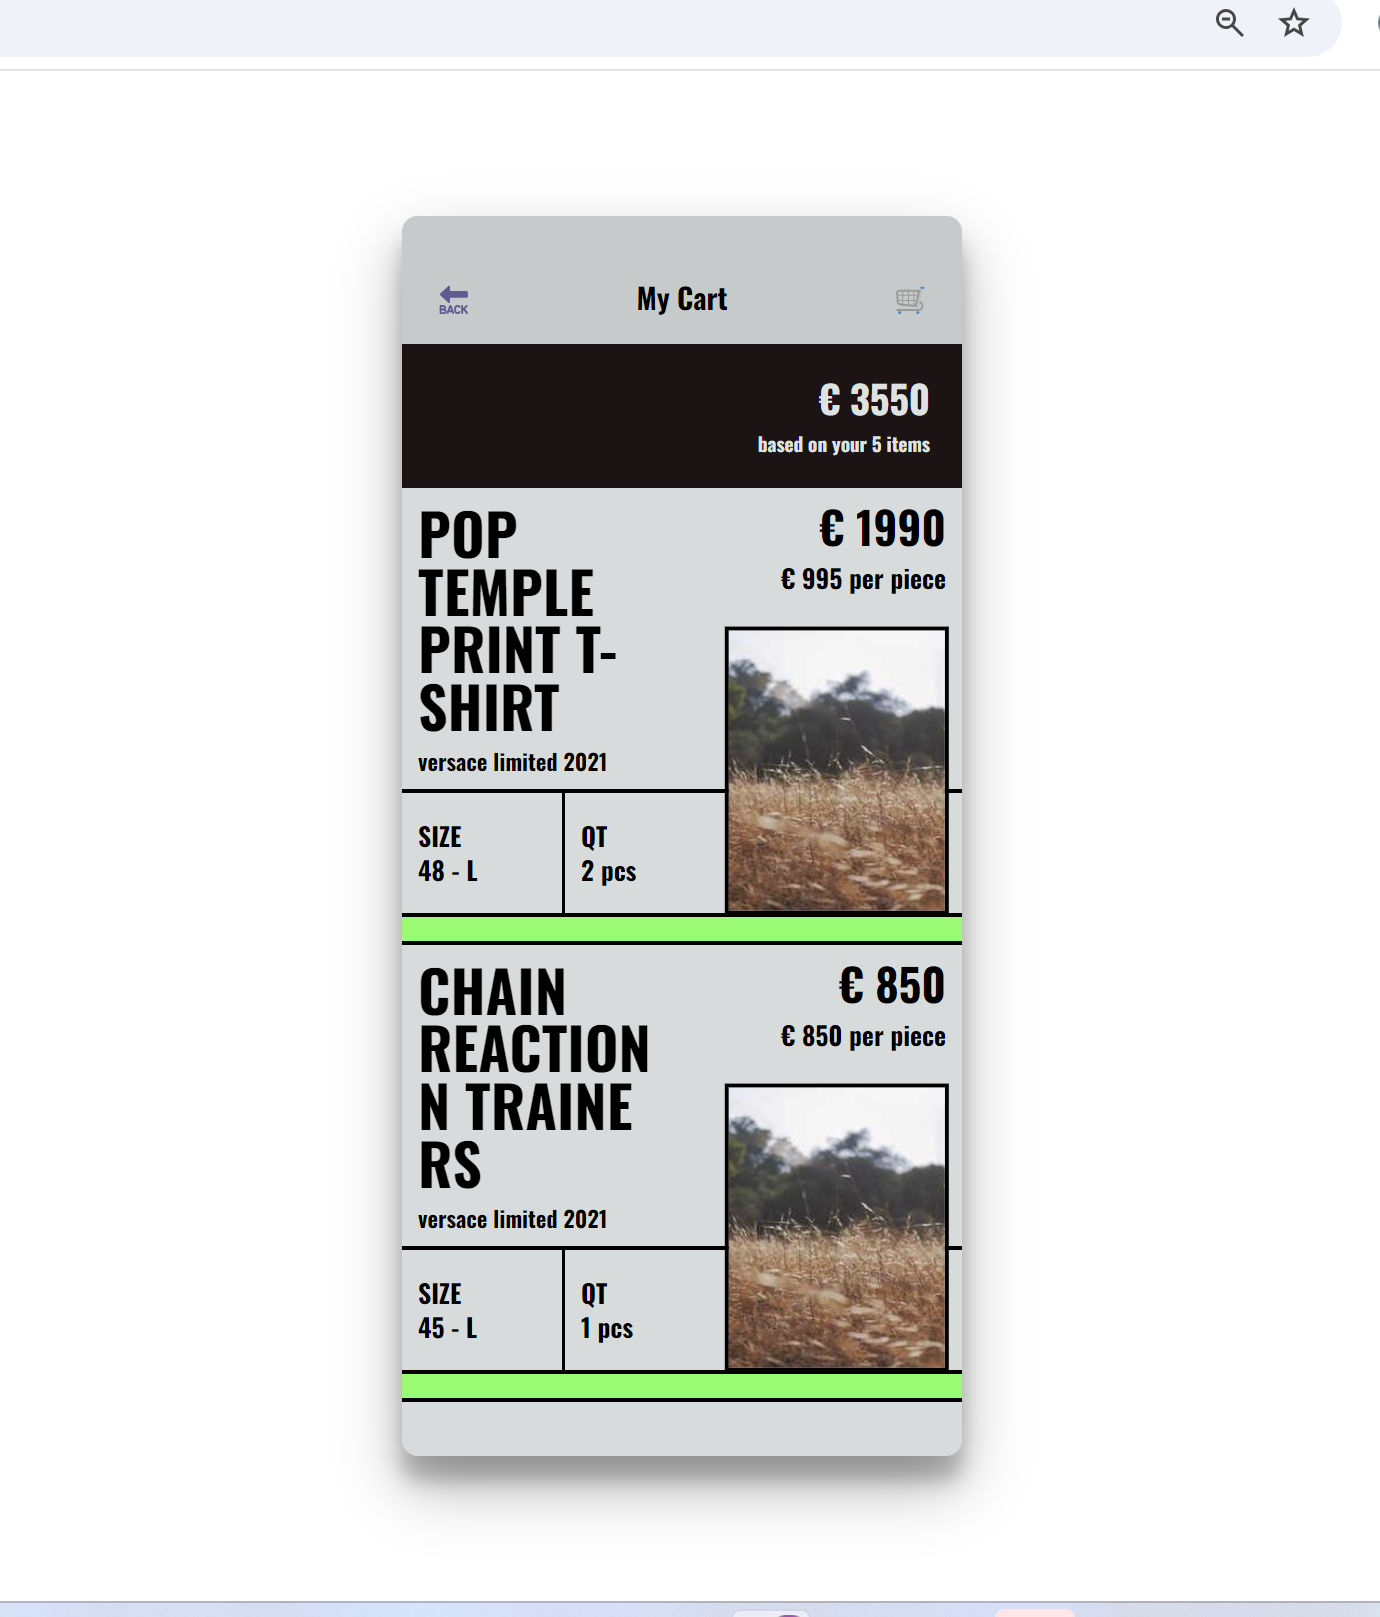 My Cart
BACK
€ 3550
based on your 5 items
POP
TEMPLE
PRINT T-
SHIRT
versace limited 2021
€ 1990
€ 995 per piece
SIZE
48 - L
QT
2 pcs
CHAIN
REACTION
N TRAINE
RS
versace limited 2021
€ 850
€ 850 per piece
SIZE
45 - L
QT
1 pcs